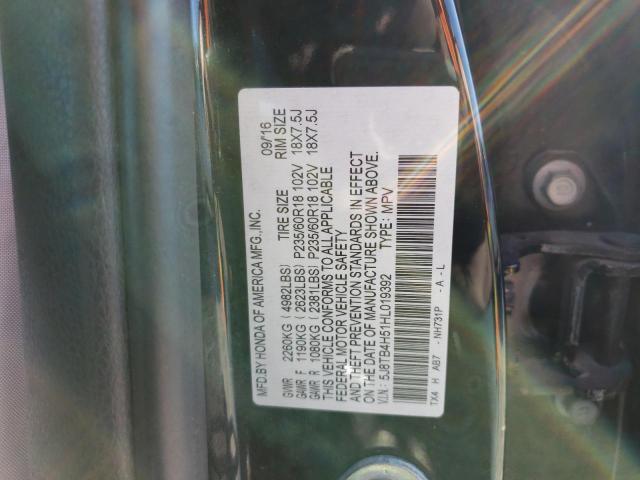 MFD.BY HONDA OF AMERICA MFG.,INC. 09/16
TIRE SIZE RIM SIZE
GVWR 2260KG (4982LBS)
GAWR F 1190KG (2623LBS) P235/60R18 102V 18X7.5J
GAWR R 1080KG (2381LBS) P235/60R18 102V 18X7.5J
THIS VEHICLE CONFORMS TO ALL APPLICABLE
FEDERAL MOTOR VEHICLE SAFETY
AND THEFT PREVENTION STANDARDS IN EFFECT
ON THE DATE OF MANUFACTURE SHOWN ABOVE.
V.I.N.: 5J8TB4H51HL019392 TYPE: MPV
TX4 H AB7 - NH731P - A - L